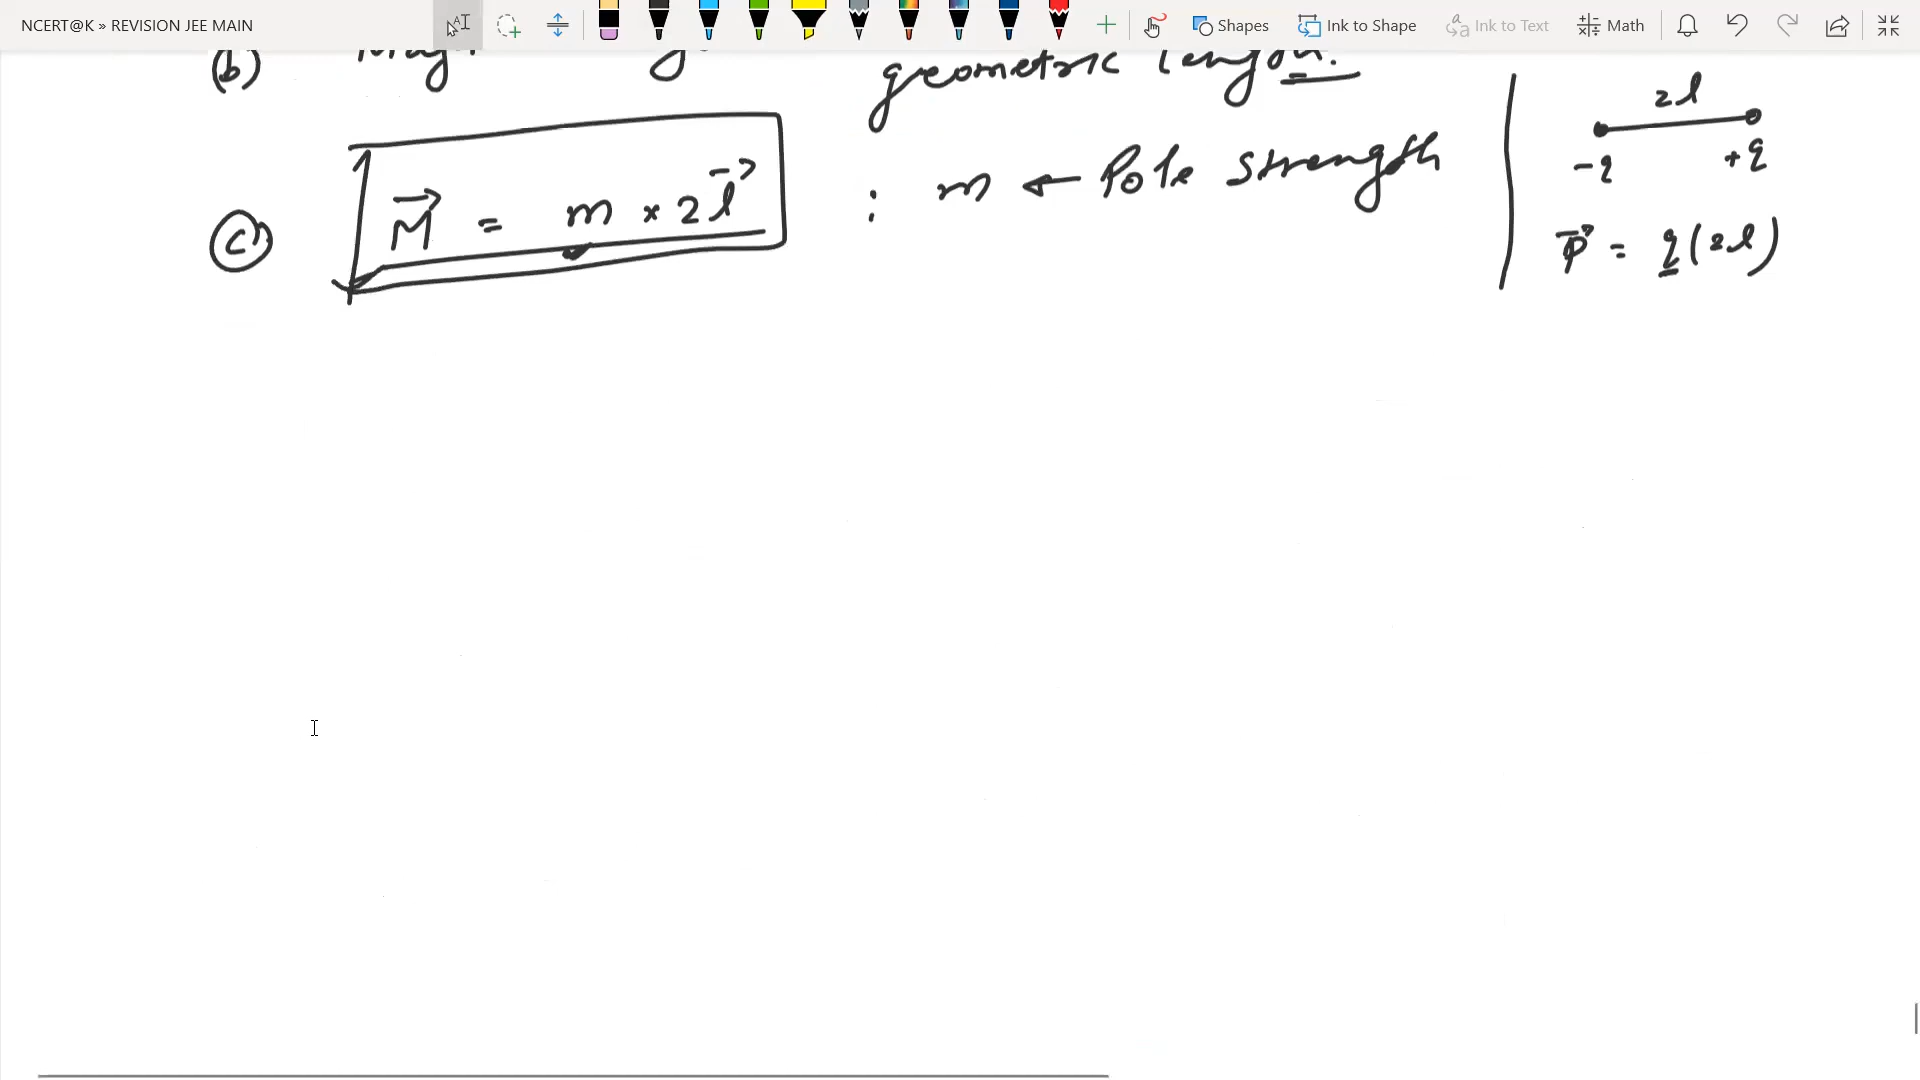 NCERT@K » REVISION JEE MAIN
Shapes
Ink to Shape
Ink to Text
Math
(b)
geometric length.
2l
-q +q
(c) M⃗ = m × 2l⃗ : m ← Pole strength
P⃗ = q(2l)